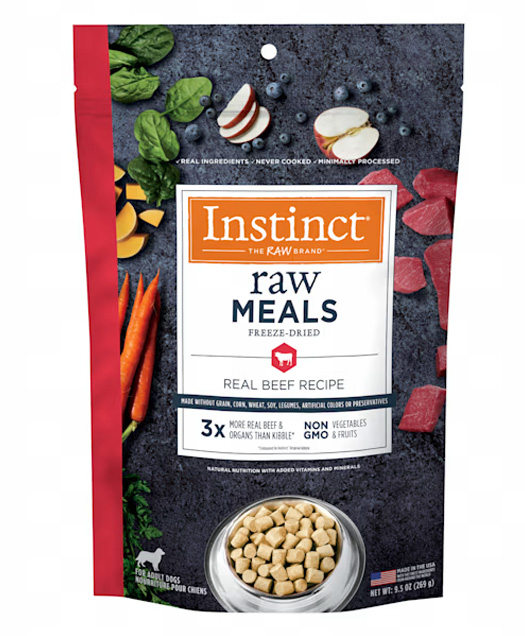 ✓REAL INGREDIENTS ✓NEVER COOKED ✓MINIMALLY PROCESSED
Instinct®
THE RAW BRAND®
raw
MEALS
FREEZE-DRIED
REAL BEEF RECIPE
MADE WITHOUT GRAIN, CORN, WHEAT, SOY, LEGUMES, ARTIFICIAL COLORS OR PRESERVATIVES
3x MORE REAL BEEF &
ORGANS THAN KIBBLE*
NON
GMO
VEGETABLES
& FRUITS
NATURAL NUTRITION WITH ADDED VITAMINS AND MINERALS
FOR ADULT DOGS
NOURRITURE POUR CHIENS
MADE IN THE USA
NET WT: 9.5 OZ (269 g)